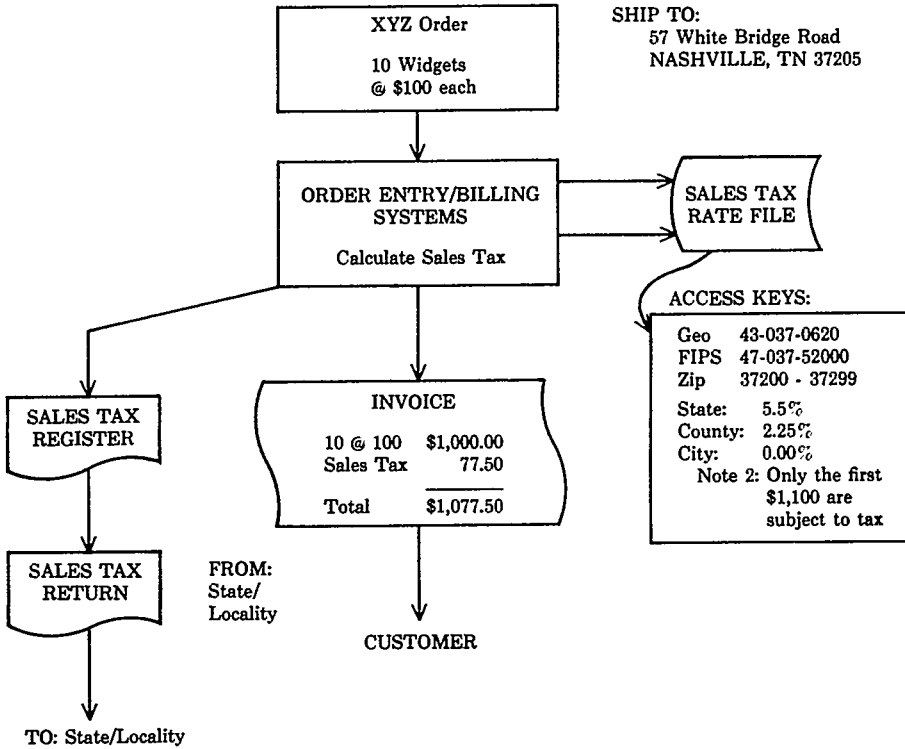 XYZ Order
10 Widgets
@ $100 each
SHIP TO:
57 White Bridge Road
NASHVILLE, TN 37205
ORDER ENTRY/BILLING
SYSTEMS
Calculate Sales Tax
SALES TAX
RATE FILE
ACCESS KEYS:
Geo 43-037-0620
FIPS 47-037-52000
Zip 37200 - 37299
State: 5.5%
County: 2.25%
City: 0.00%
Note 2: Only the first
$1,100 are
subject to tax
SALES TAX
REGISTER
INVOICE
10 @ 100 $1,000.00
Sales Tax 77.50
Total $1,077.50
SALES TAX
RETURN
FROM:
State/
Locality
CUSTOMER
TO: State/Locality